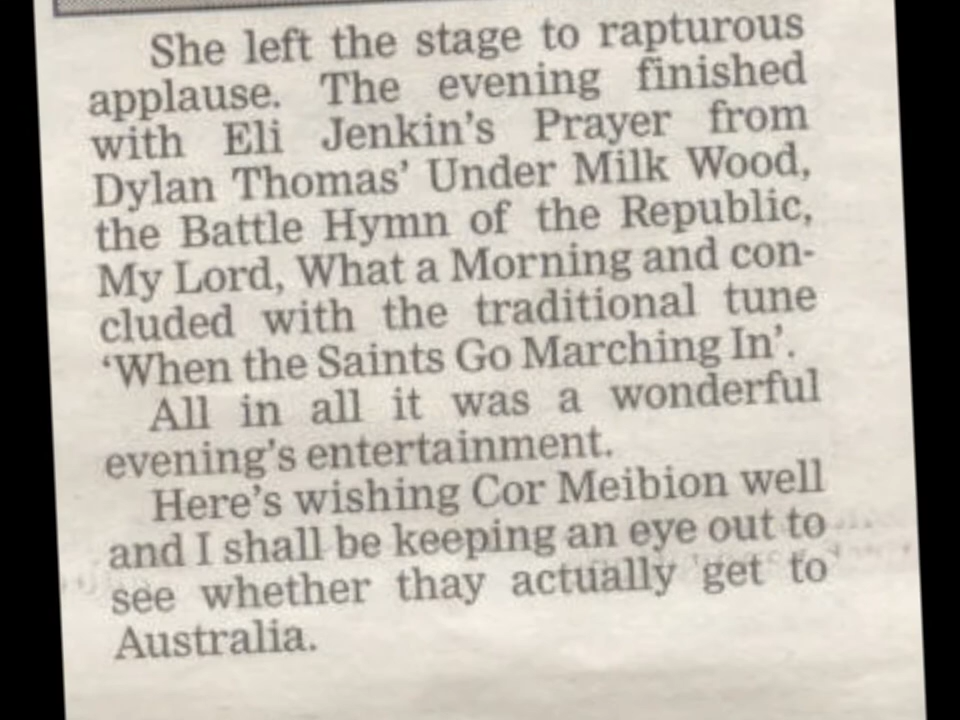 She left the stage to rapturous
applause. The evening finished
with Eli Jenkin's Prayer from
Dylan Thomas' Under Milk Wood,
the Battle Hymn of the Republic,
My Lord, What a Morning and con-
cluded with the traditional tune
‘When the Saints Go Marching In’.
All in all it was a wonderful
evening's entertainment.
Here's wishing Cor Meibion well
and I shall be keeping an eye out to
see whether thay actually get to
Australia.